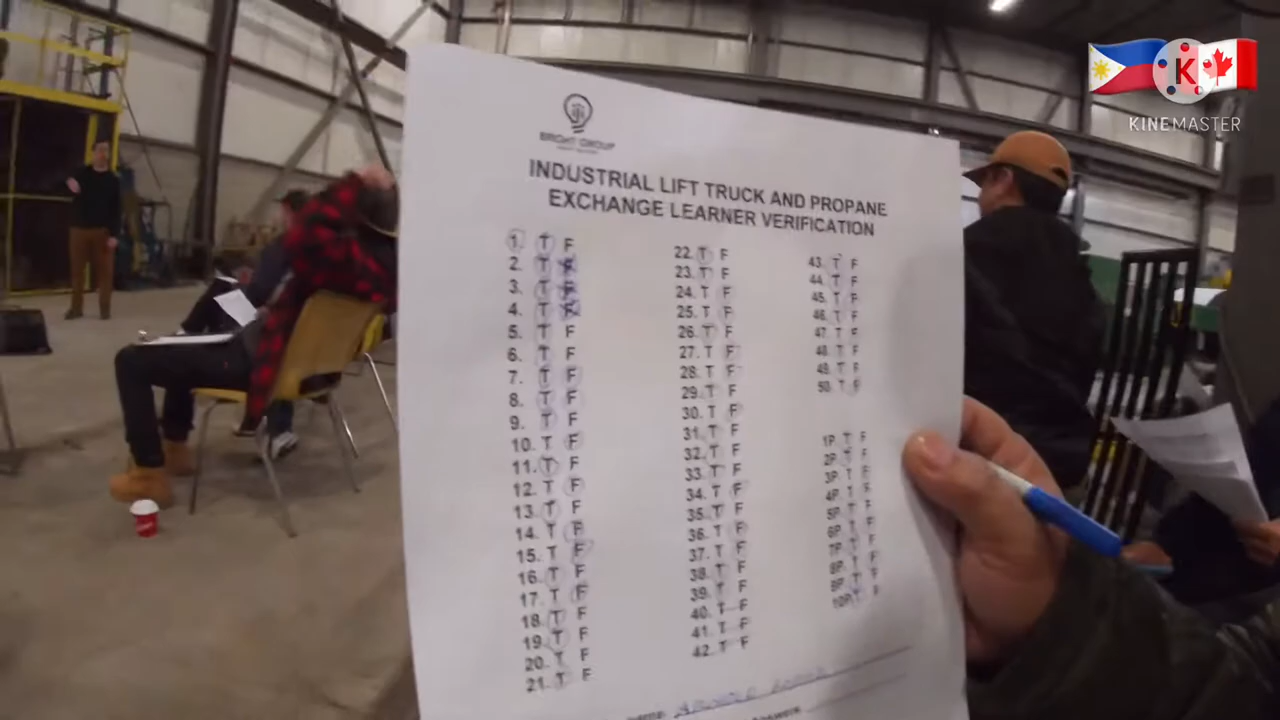 KINEMASTER
BRIGHT GROUP
INDUSTRIAL LIFT TRUCK AND PROPANE
EXCHANGE LEARNER VERIFICATION
1. T F
2. T F
3. T F
4. T F
5. T F
6. T F
7. T F
8. T F
9. T F
10. T F
11. T F
12. T F
13. T F
14. T F
15. T F
16. T F
17. T F
18. T F
19. T F
20. T F
21. T F
22. T F
23. T F
24. T F
25. T F
26. T F
27. T F
28. T F
29. T F
30. T F
31. T F
32. T F
33. T F
34. T F
35. T F
36. T F
37. T F
38. T F
39. T F
40. T F
41. T F
42. T F
43. T F
44. T F
45. T F
46. T F
47. T F
48. T F
49. T F
50. T F
1P. T F
2P. T F
3P. T F
4P. T F
5P. T F
6P. T F
7P. T F
8P. T F
9P. T F
10P. T F